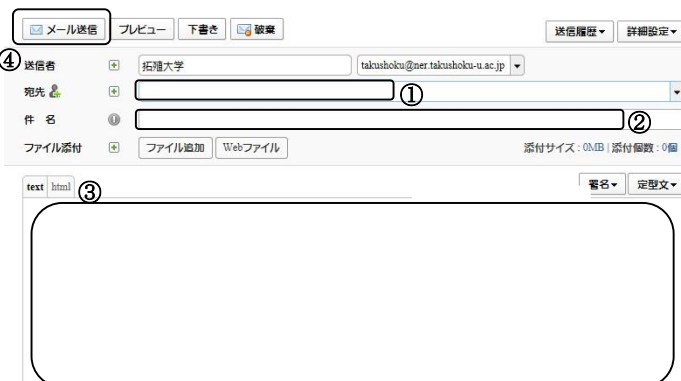 メール送信 プレビュー 下書き 破棄 送信履歴▼ 詳細設定▼
④ 送信者 拓殖大学 takushoku@ner.takushoku-u.ac.jp ▼
宛先 ① ▼
件 名 ②
ファイル添付 ファイル追加 Webファイル 添付サイズ : 0MB | 添付個数 : 0個
text html ③ 署名▼ 定型文▼